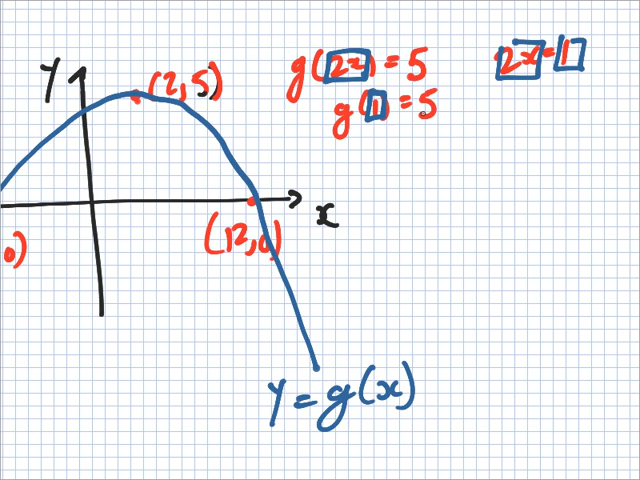 g(2x) = 5
2x = 1
g(1) = 5
Y
(2,5)
x
0)
(12,0)
Y = g(x)